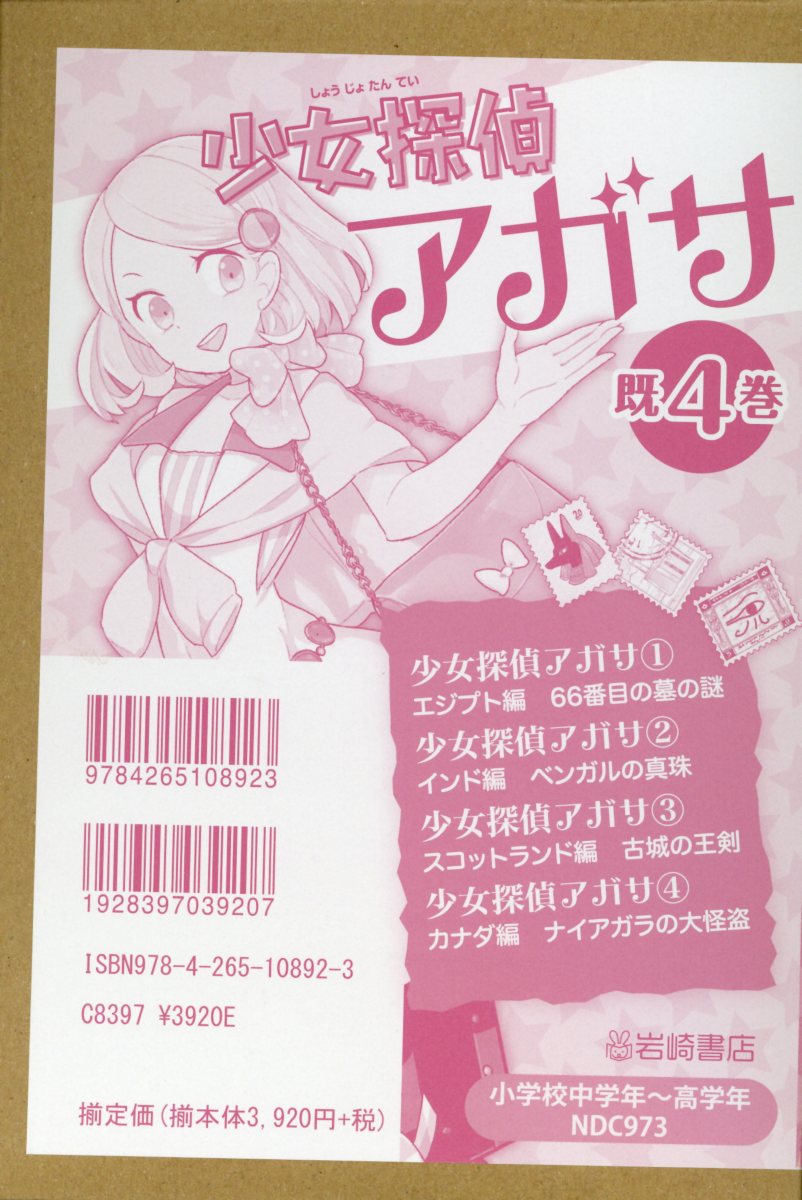 しょうじょたんてい
少女探偵
アガサ
既4巻
20
少女探偵アガサ①
エジプト編 66番目の墓の謎
少女探偵アガサ②
インド編 ベンガルの真珠
少女探偵アガサ③
スコットランド編 古城の王剣
少女探偵アガサ④
カナダ編 ナイアガラの大怪盗
9784265108923
1928397039207
ISBN978-4-265-10892-3
C8397 ¥3920E
揃定価(揃本体3,920円+税)
岩崎書店
小学校中学年～高学年
NDC973